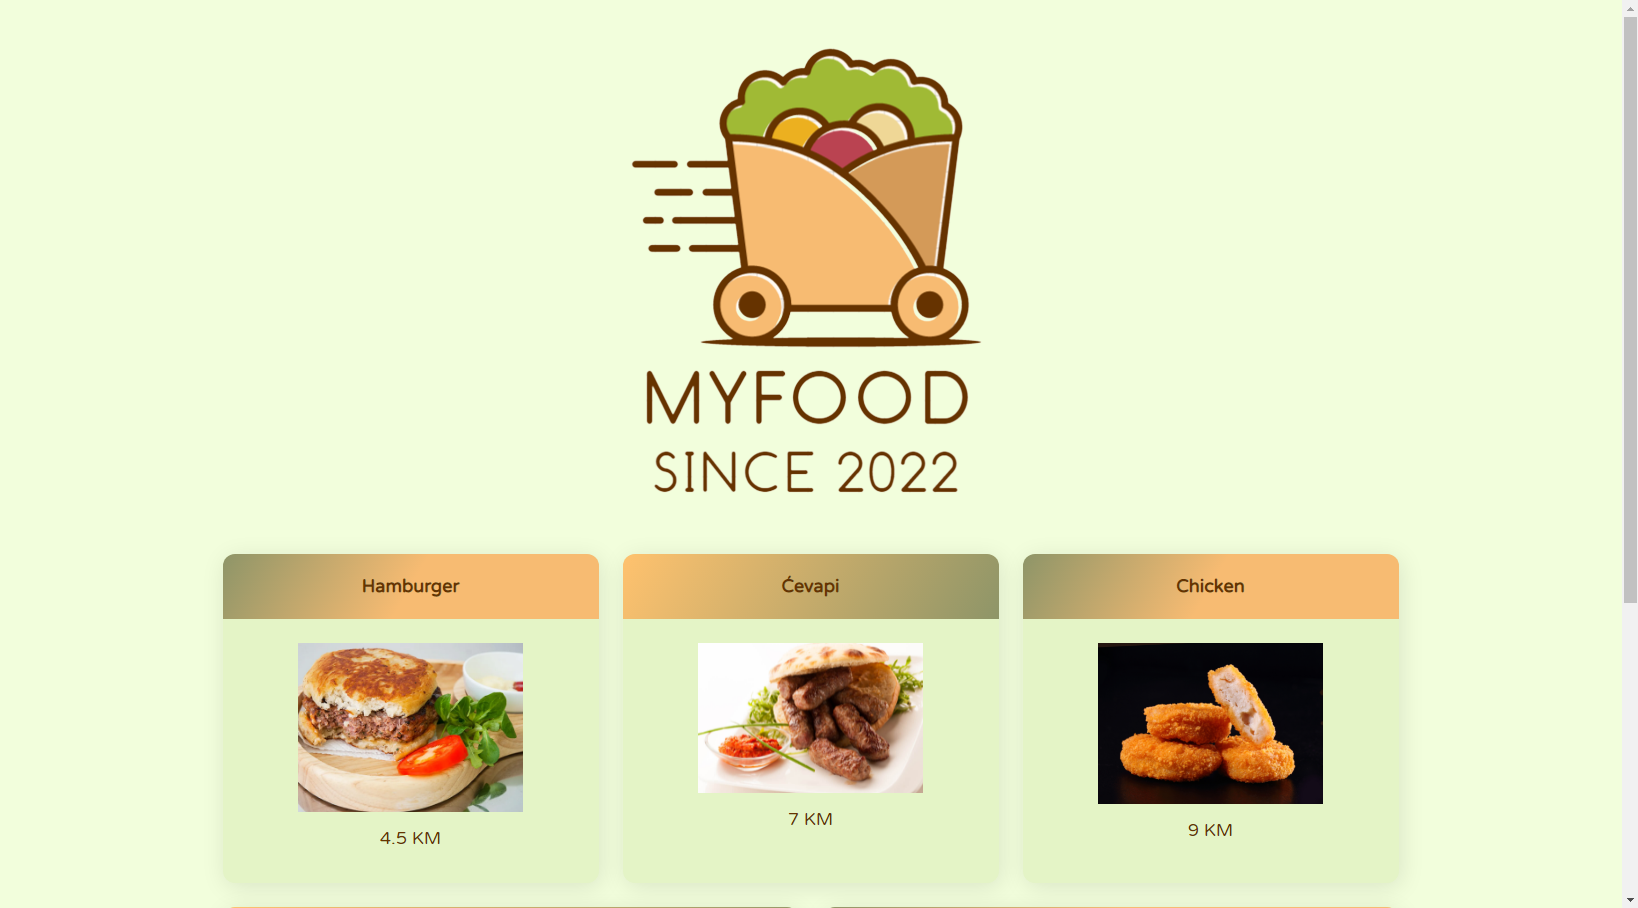 MYFOOD
SINCE 2022
Hamburger
Ćevapi
Chicken
4.5 KM
7 KM
9 KM